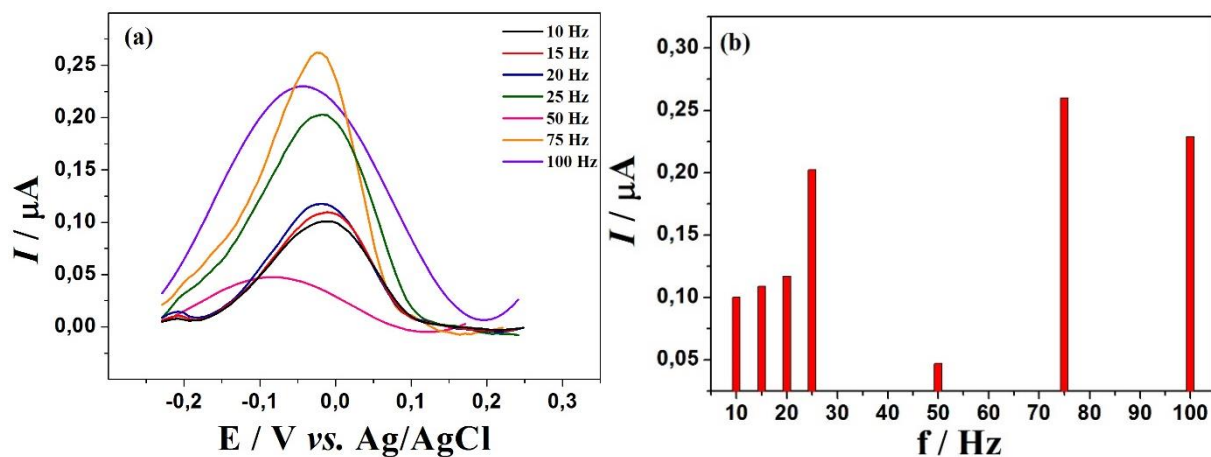 (a)
10 Hz
15 Hz
20 Hz
25 Hz
50 Hz
75 Hz
100 Hz
0,25
0,20
0,15
0,10
0,05
0,00
I / µA
-0,2 -0,1 0,0 0,1 0,2 0,3
E / V vs. Ag/AgCl
(b)
0,30
0,25
0,20
0,15
0,10
0,05
I / µA
10 20 30 40 50 60 70 80 90 100
f / Hz